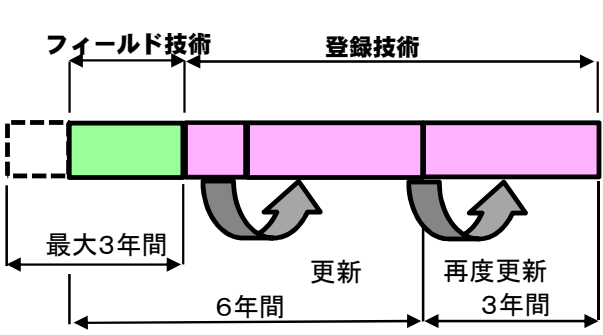 フィールド技術
登録技術
最大3年間
更新
再度更新
6年間
3年間